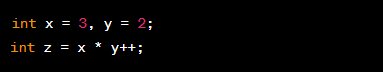 int x = 3, y = 2;
int z = x * y++;